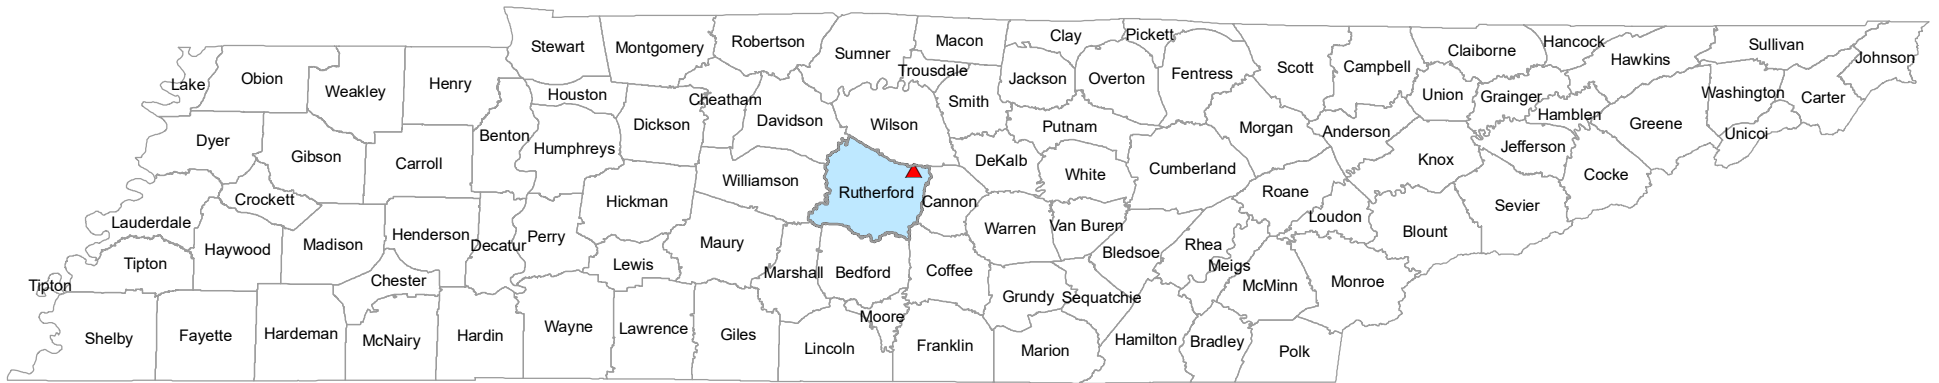 Stewart
Montgomery
Robertson
Sumner
Macon
Clay
Pickett
Claiborne
Hancock
Hawkins
Sullivan
Johnson
Lake
Obion
Weakley
Henry
Houston
Cheatham
Trousdale
Jackson
Overton
Fentress
Scott
Campbell
Union
Grainger
Hamblen
Washington
Carter
Dyer
Gibson
Carroll
Benton
Humphreys
Dickson
Davidson
Wilson
Smith
Putnam
Morgan
Anderson
Greene
Unicoi
Crockett
Hickman
Williamson
Rutherford
DeKalb
Cannon
White
Cumberland
Roane
Knox
Jefferson
Cocke
Lauderdale
Haywood
Madison
Henderson
Decatur
Perry
Lewis
Maury
Marshall
Bedford
Coffee
Warren
Van Buren
Bledsoe
Rhea
Meigs
Loudon
Blount
Sevier
Tipton
Tipton
Chester
Moore
Grundy
Sequatchie
McMinn
Monroe
Shelby
Fayette
Hardeman
McNairy
Hardin
Wayne
Lawrence
Giles
Lincoln
Franklin
Marion
Hamilton
Bradley
Polk